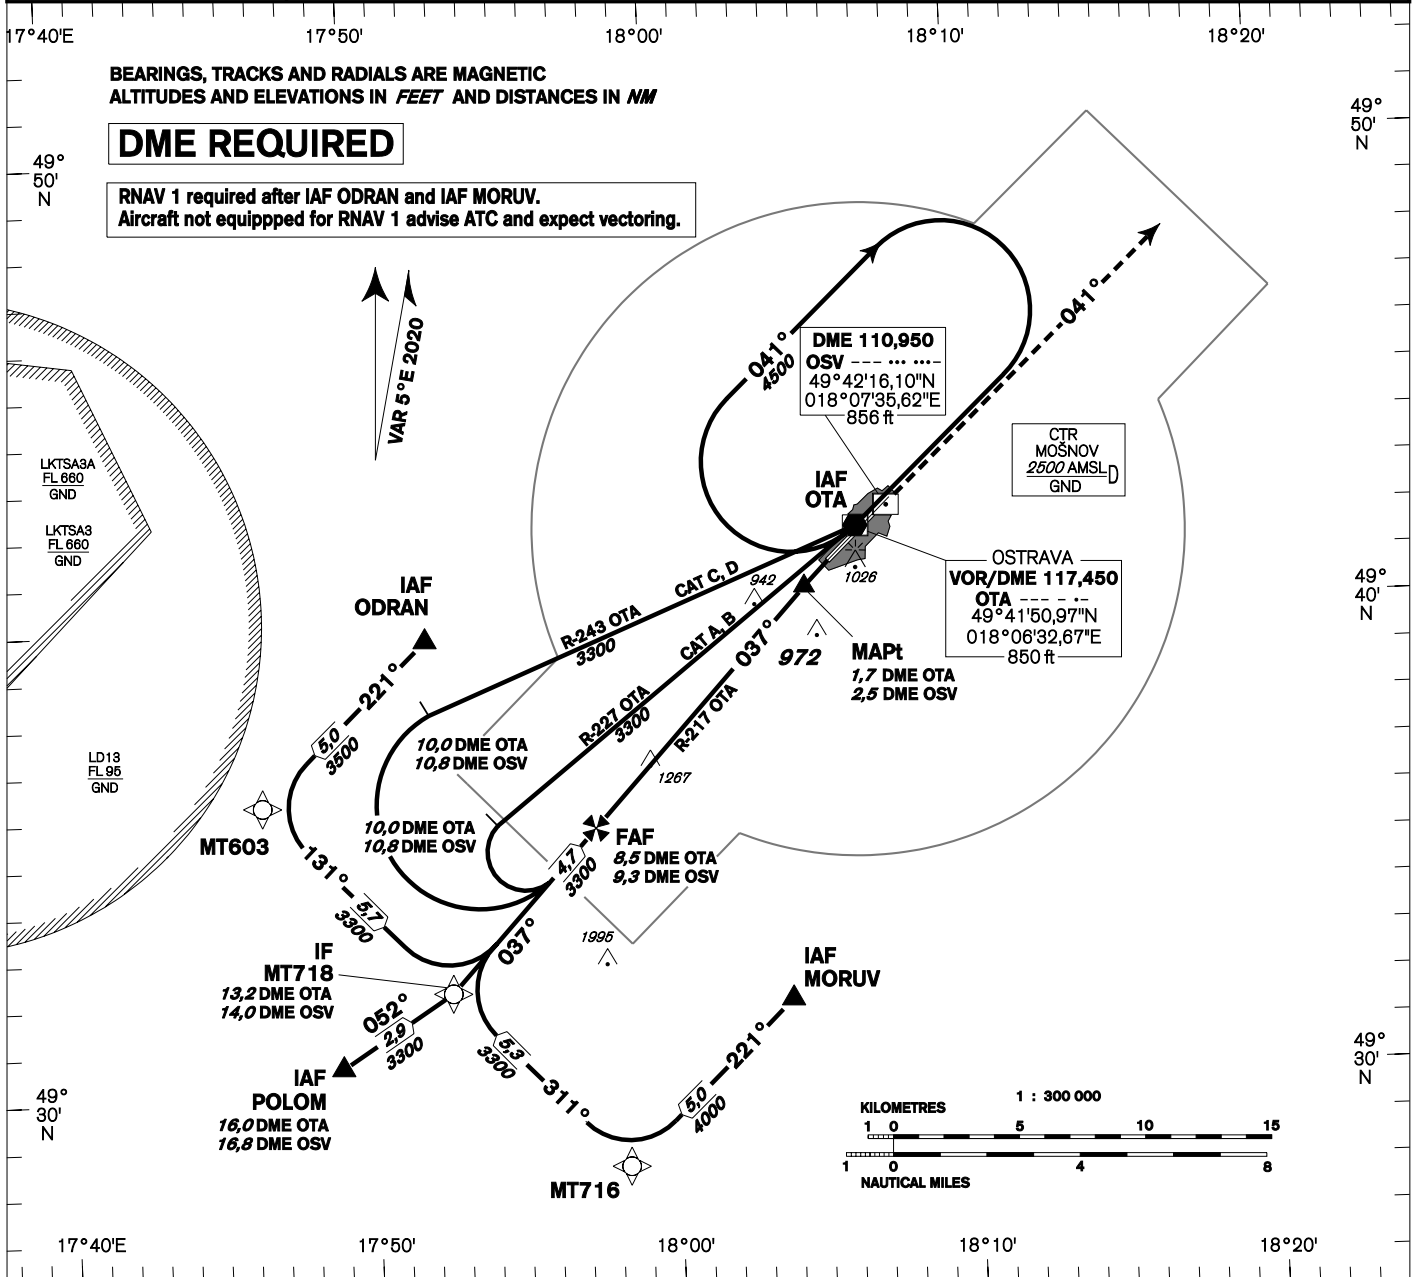 17°40'E
17°50'
18°00'
18°10'
18°20'
BEARINGS, TRACKS AND RADIALS ARE MAGNETIC
ALTITUDES AND ELEVATIONS IN FEET AND DISTANCES IN NM
DME REQUIRED
49°
50'
N
49°
50'
N
RNAV 1 required after IAF ODRAN and IAF MORUV.
Aircraft not equippped for RNAV 1 advise ATC and expect vectoring.
VAR 5°E 2020
041°
041°
4500
DME 110,950
OSV --- ··· ···-
49°42'16,10"N
018°07'35,62"E
856 ft
CTR
MOŠNOV
2500 AMSL
GND
D
LKTSA3A
FL 660
GND
LKTSA3
FL 660
GND
IAF
OTA
OSTRAVA
VOR/DME 117,450
OTA --- - ·-
49°41'50,97"N
018°06'32,67"E
850 ft
IAF
ODRAN
CAT C, D
942
1026
49°
40'
N
R-243 OTA
3300
CAT A, B
037°
972
MAPt
1,7 DME OTA
2,5 DME OSV
221°
5,0
3500
R-227 OTA
3300
R-217 OTA
10,0 DME OTA
10,8 DME OSV
1267
LD13
FL 95
GND
MT603
10,0 DME OTA
10,8 DME OSV
FAF
8,5 DME OTA
9,3 DME OSV
131°
4,7
3300
5,7
3300
037°
1995
IF
MT718
13,2 DME OTA
14,0 DME OSV
IAF
MORUV
052°
2,9
3300
5,3
3300
221°
49°
30'
N
IAF
POLOM
16,0 DME OTA
16,8 DME OSV
311°
5,0
4000
49°
30'
N
1 : 300 000
KILOMETRES
1 0 5 10 15
1 0 4 8
NAUTICAL MILES
MT716
17°40'E
17°50'
18°00'
18°10'
18°20'